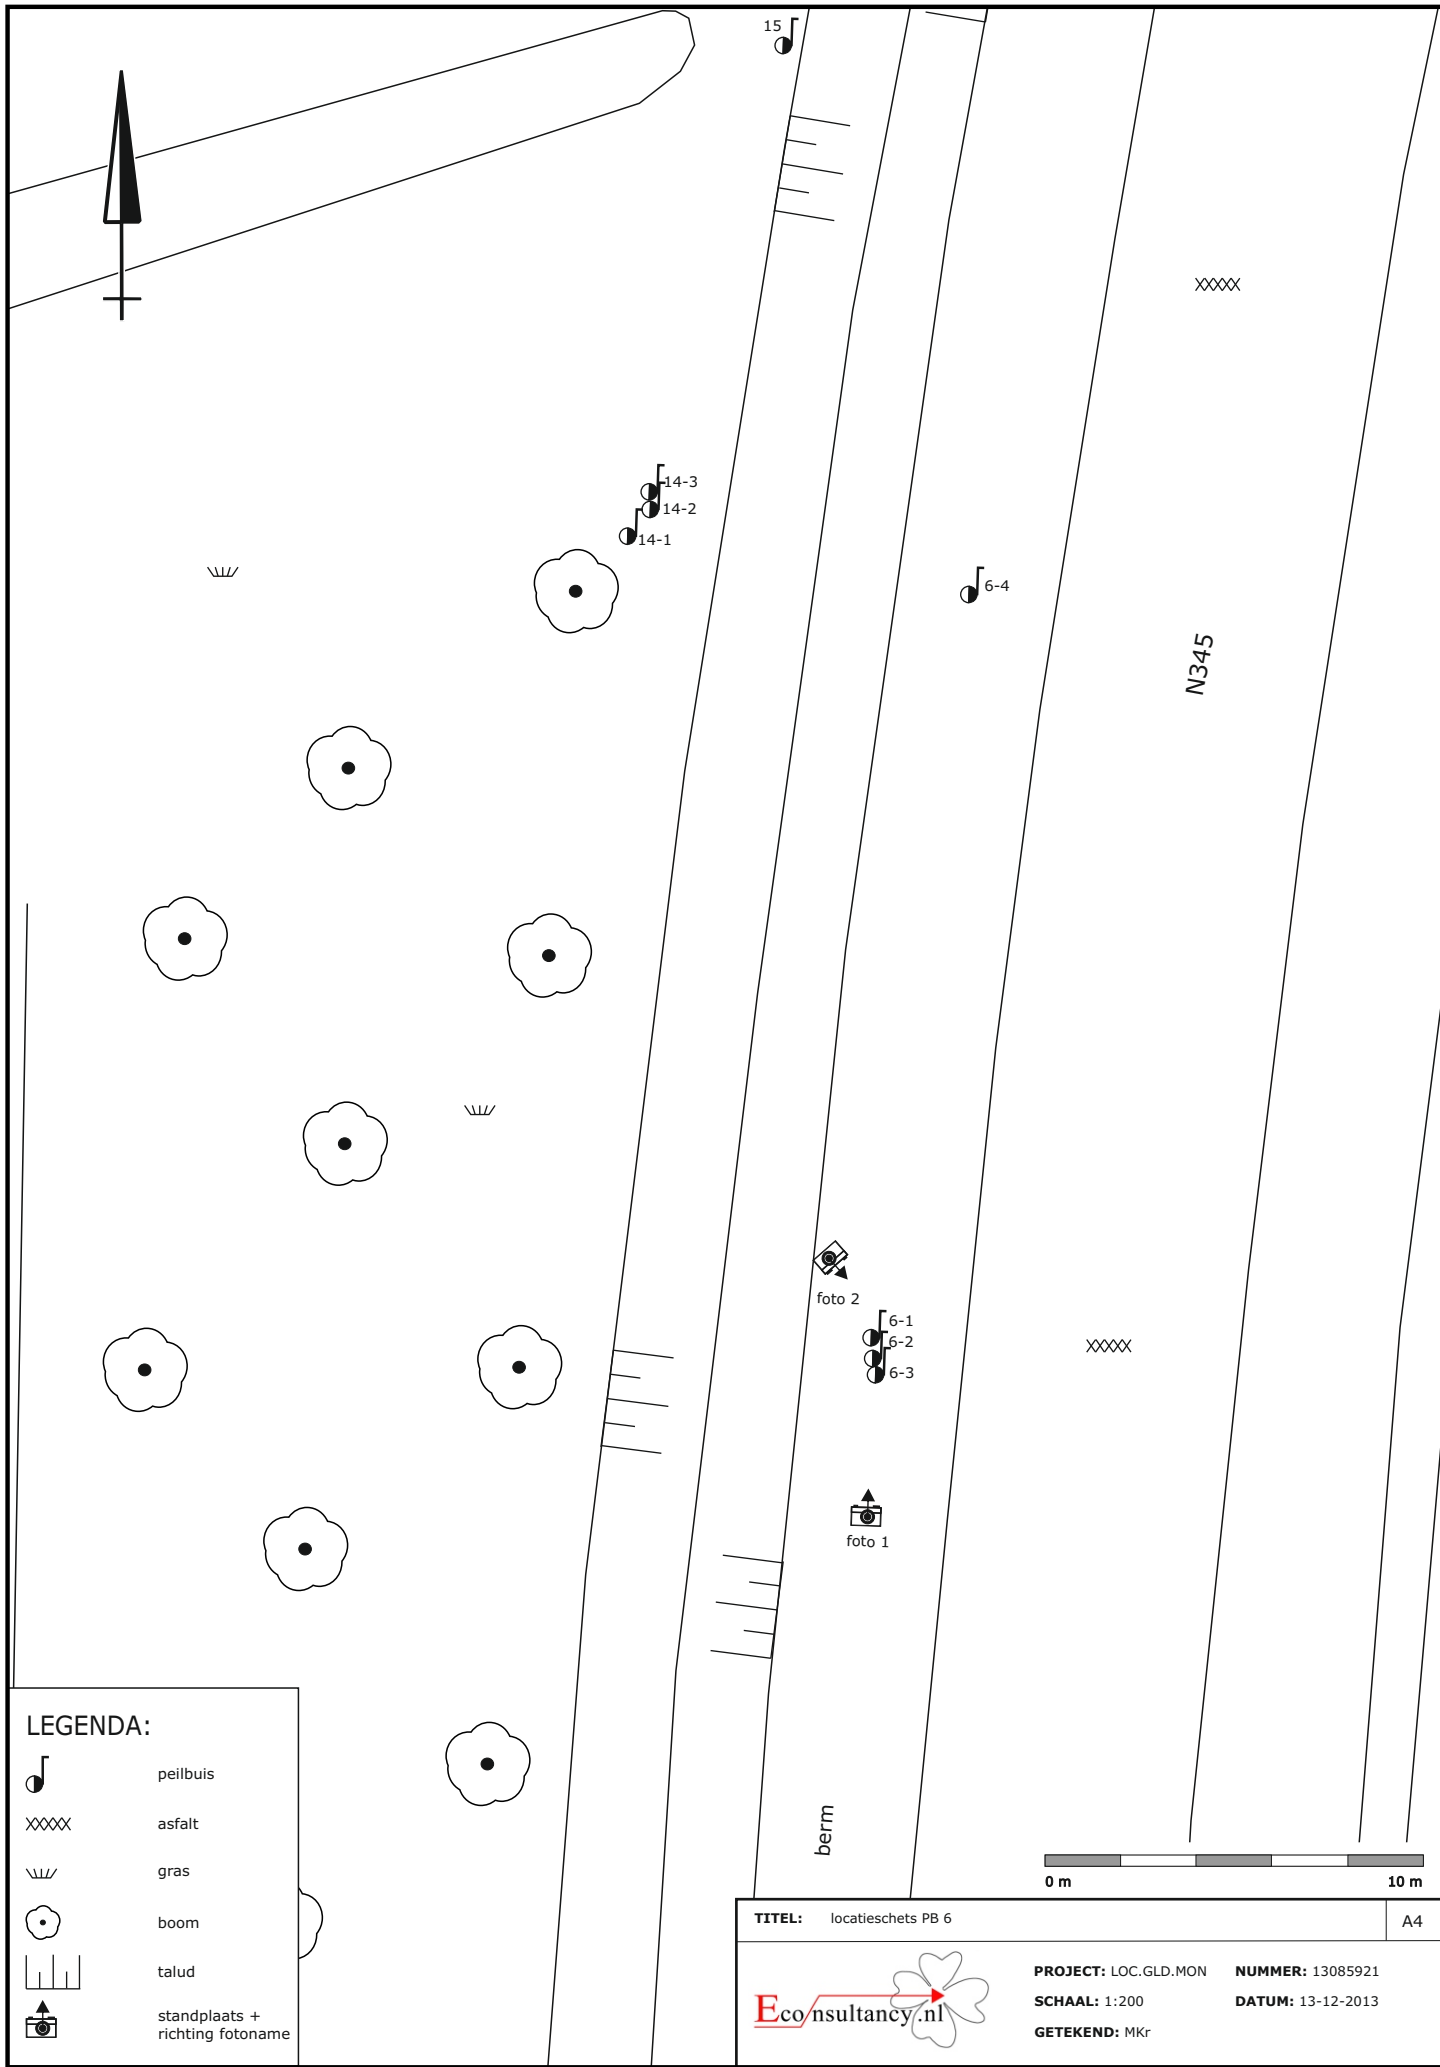 15
14-3
14-2
14-1
6-4
N345
foto 2
6-1
6-2
6-3
foto 1
berm
LEGENDA:
peilbuis
asfalt
gras
boom
talud
standplaats +
richting fotoname
0 m 10 m
TITEL: locatieschets PB 6 A4
Econsultancy.nl
PROJECT: LOC.GLD.MON NUMMER: 13085921
SCHAAL: 1:200 DATUM: 13-12-2013
GETEKEND: MKr